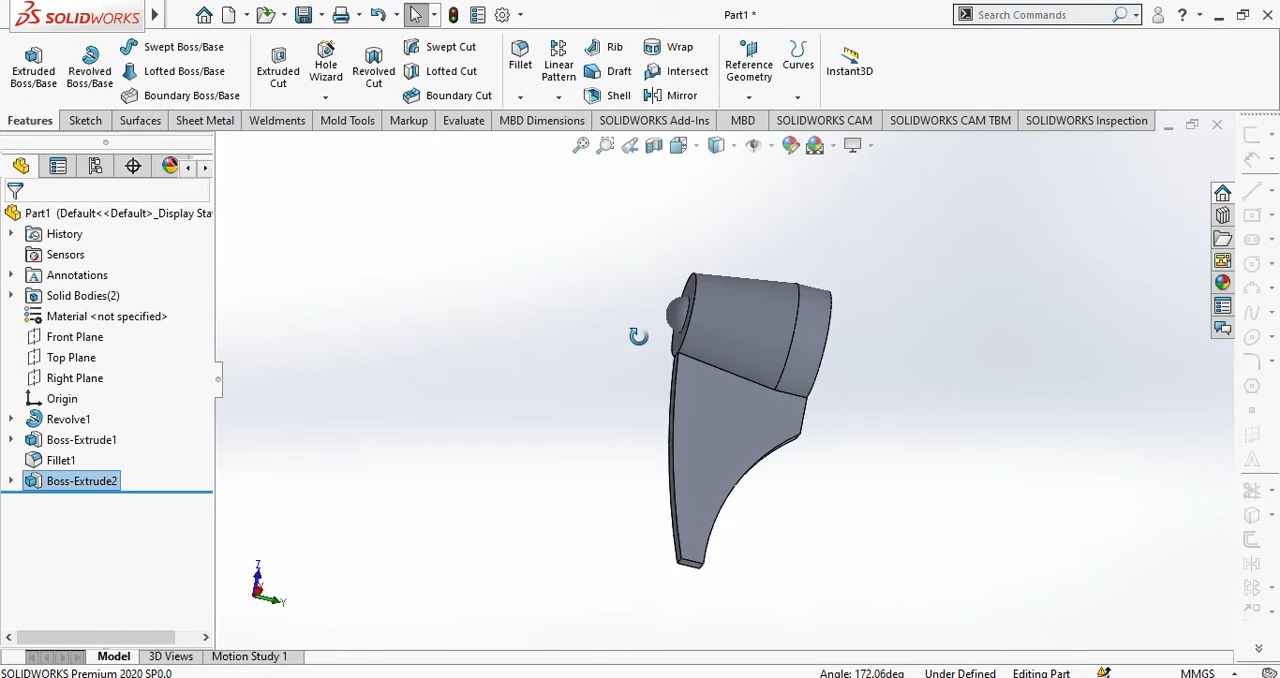 SOLIDWORKS
Part1 *
Search Commands
?
Extruded Boss/Base
Revolved Boss/Base
Swept Boss/Base
Lofted Boss/Base
Boundary Boss/Base
Extruded Cut
Hole Wizard
Revolved Cut
Swept Cut
Lofted Cut
Boundary Cut
Fillet
Linear Pattern
Rib
Draft
Shell
Wrap
Intersect
Mirror
Reference Geometry
Curves
Instant3D
Features
Sketch
Surfaces
Sheet Metal
Weldments
Mold Tools
Markup
Evaluate
MBD Dimensions
SOLIDWORKS Add-Ins
MBD
SOLIDWORKS CAM
SOLIDWORKS CAM TBM
SOLIDWORKS Inspection
Part1 (Default<<Default>_Display Sta
History
Sensors
Annotations
Solid Bodies(2)
Material <not specified>
Front Plane
Top Plane
Right Plane
Origin
Revolve1
Boss-Extrude1
Fillet1
Boss-Extrude2
Z
Y
Model
3D Views
Motion Study 1
SOLIDWORKS Premium 2020 SP0.0
Angle: 172.06deg
Under Defined
Editing Part
MMGS